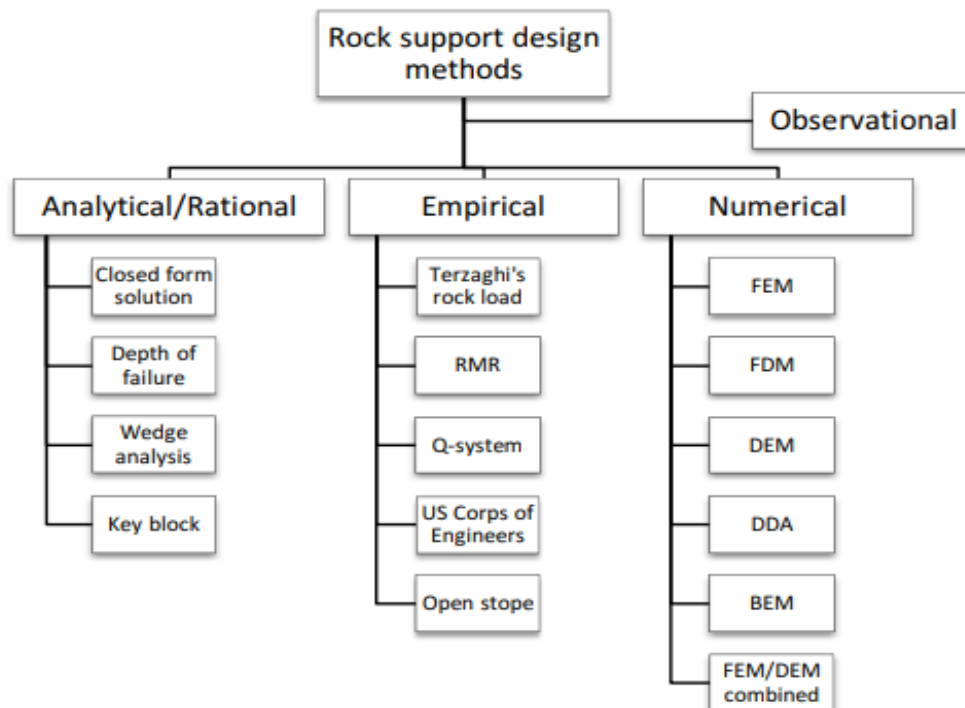 Rock support design
methods
Observational
Analytical/Rational
Closed form
solution
Depth of
failure
Wedge
analysis
Key block
Empirical
Terzaghi's
rock load
RMR
Q-system
US Corps of
Engineers
Open stope
Numerical
FEM
FDM
DEM
DDA
BEM
FEM/DEM
combined